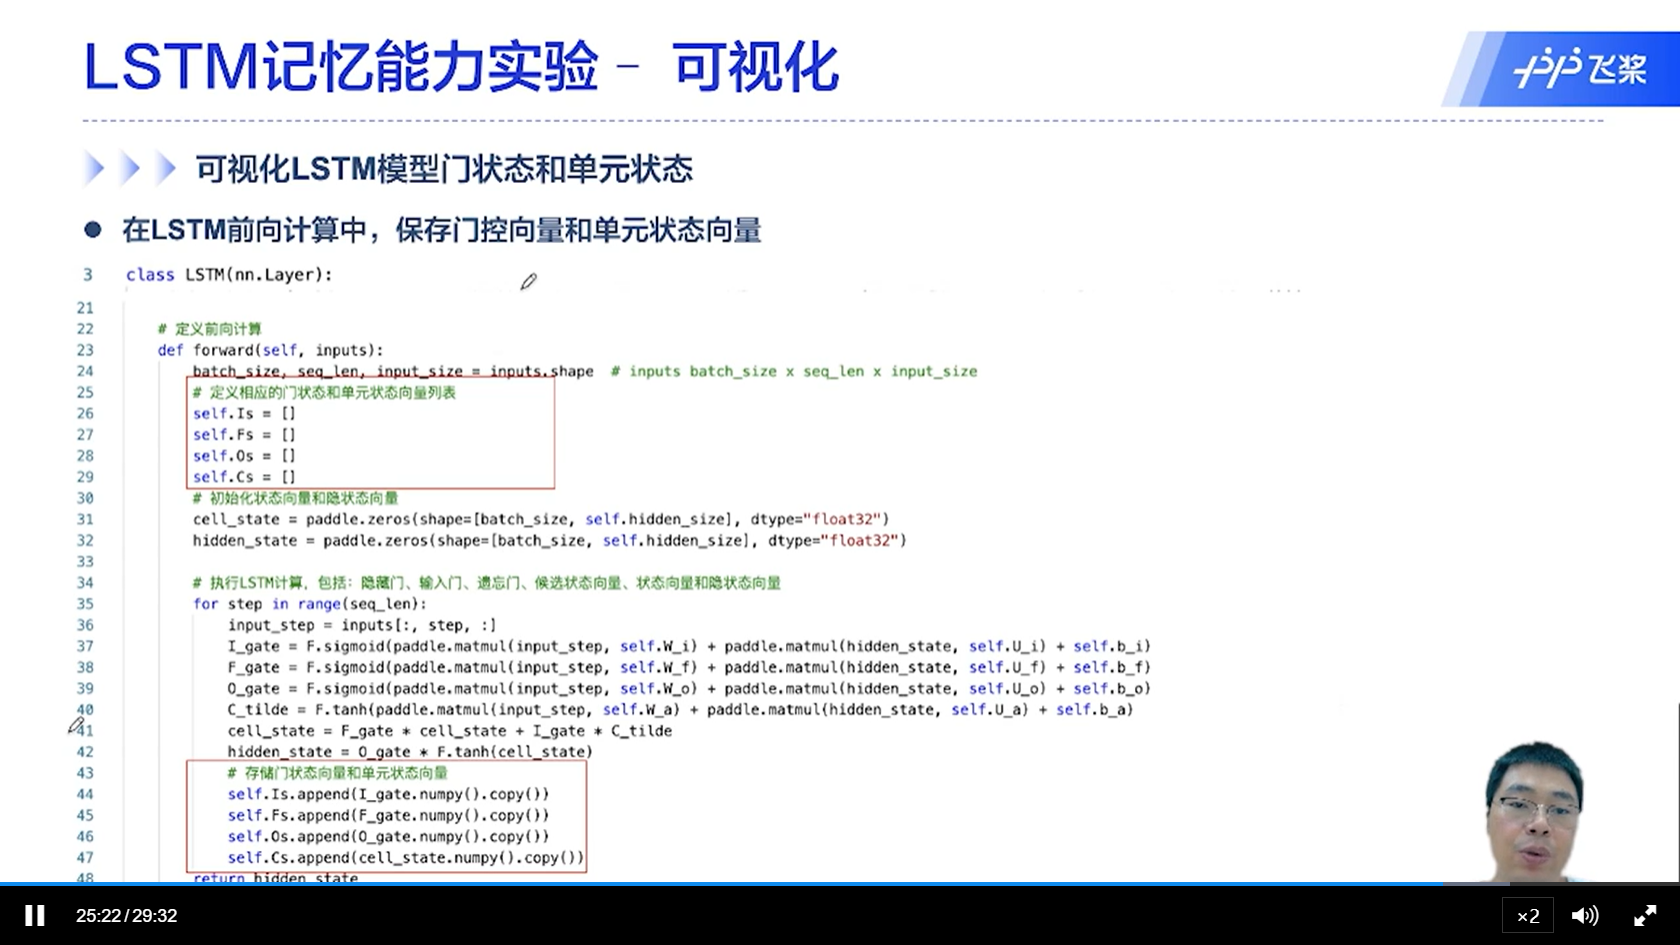 LSTM记忆能力实验 – 可视化
飞桨
可视化LSTM模型门状态和单元状态
● 在LSTM前向计算中，保存门控向量和单元状态向量
3 class LSTM(nn.Layer):
21
22 # 定义前向计算
23 def forward(self, inputs):
24 batch_size, seq_len, input_size = inputs.shape # inputs batch_size x seq_len x input_size
25 # 定义相应的门状态和单元状态向量列表
26 self.Is = []
27 self.Fs = []
28 self.Os = []
29 self.Cs = []
30 # 初始化状态向量和隐状态向量
31 cell_state = paddle.zeros(shape=[batch_size, self.hidden_size], dtype="float32")
32 hidden_state = paddle.zeros(shape=[batch_size, self.hidden_size], dtype="float32")
33
34 # 执行LSTM计算，包括：隐藏门、输入门、遗忘门、候选状态向量、状态向量和隐状态向量
35 for step in range(seq_len):
36 input_step = inputs[:, step, :]
37 I_gate = F.sigmoid(paddle.matmul(input_step, self.W_i) + paddle.matmul(hidden_state, self.U_i) + self.b_i)
38 F_gate = F.sigmoid(paddle.matmul(input_step, self.W_f) + paddle.matmul(hidden_state, self.U_f) + self.b_f)
39 O_gate = F.sigmoid(paddle.matmul(input_step, self.W_o) + paddle.matmul(hidden_state, self.U_o) + self.b_o)
40 C_tilde = F.tanh(paddle.matmul(input_step, self.W_a) + paddle.matmul(hidden_state, self.U_a) + self.b_a)
41 cell_state = F_gate * cell_state + I_gate * C_tilde
42 hidden_state = O_gate * F.tanh(cell_state)
43 # 存储门状态向量和单元状态向量
44 self.Is.append(I_gate.numpy().copy())
45 self.Fs.append(F_gate.numpy().copy())
46 self.Os.append(O_gate.numpy().copy())
47 self.Cs.append(cell_state.numpy().copy())
48 return hidden_state
25:22/29:32
×2